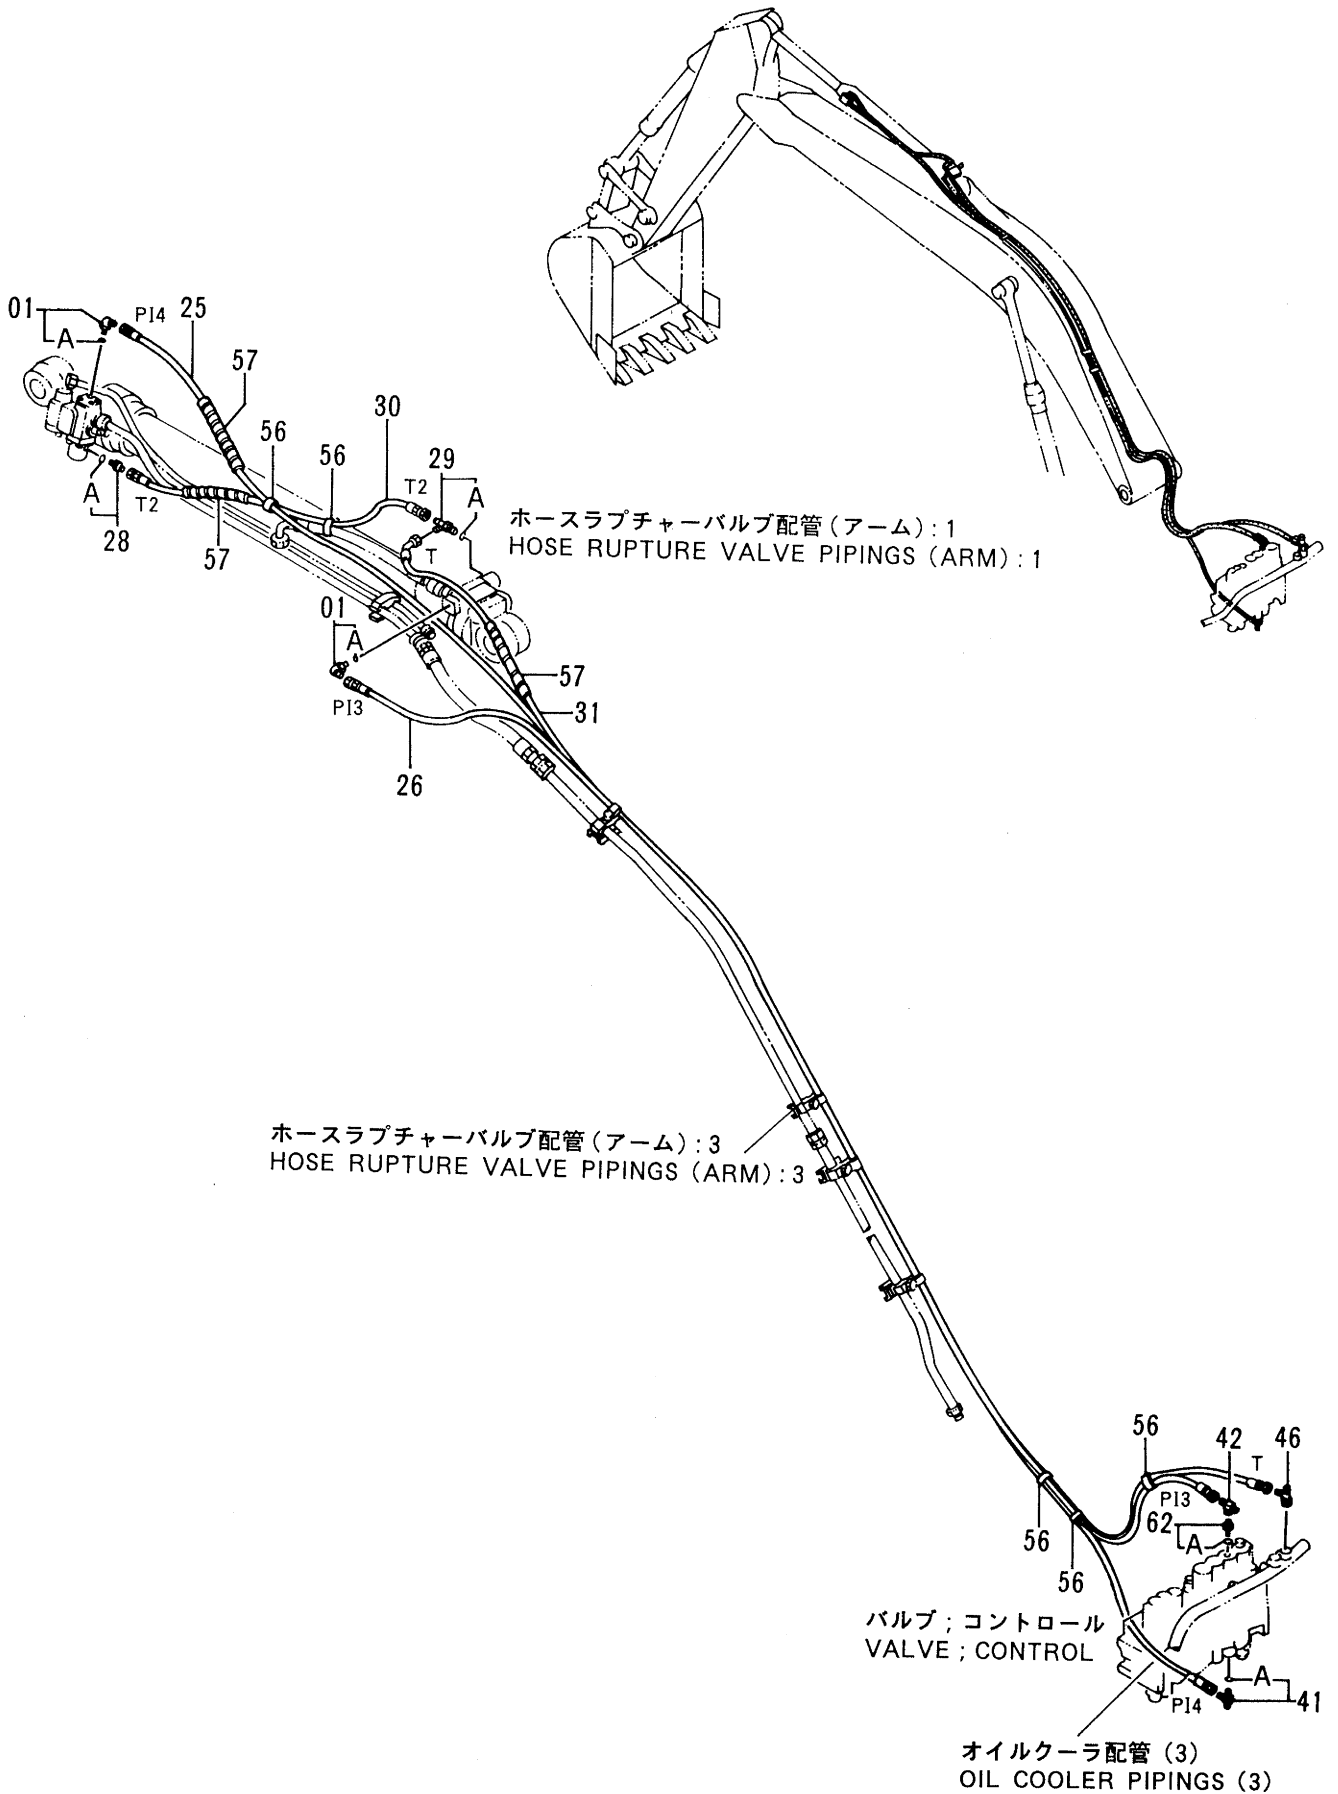 01
A
PI4
25
57
56
56
30
29
T2
A
T
A
28
T2
57
ホースラプチャーバルブ配管(アーム):1
HOSE RUPTURE VALVE PIPINGS (ARM):1
01
A
PI3
26
57
31
ホースラプチャーバルブ配管(アーム):3
HOSE RUPTURE VALVE PIPINGS (ARM):3
56
42
46
T
PI3
62
A
56
56
バルブ;コントロール
VALVE;CONTROL
A
41
PI4
オイルクーラ配管(3)
OIL COOLER PIPINGS (3)